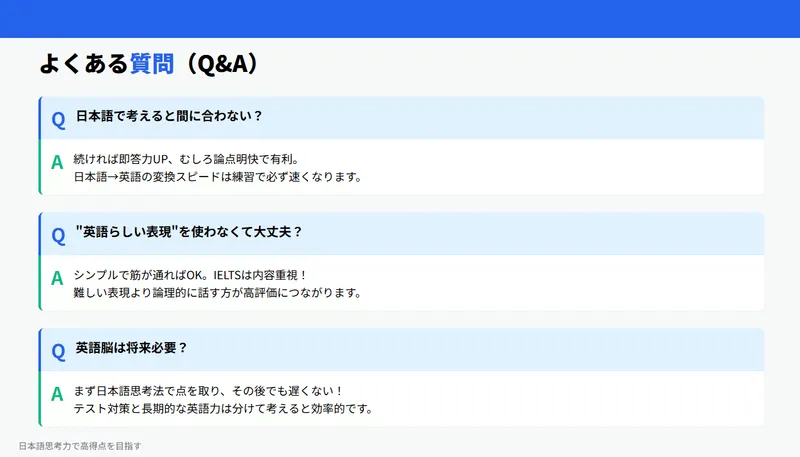 よくある質問（Q&A）
Q 日本語で考えると間に合わない？
A 続ければ即答力UP、むしろ論点明快で有利。
日本語→英語の変換スピードは練習で必ず速くなります。
Q "英語らしい表現"を使わなくて大丈夫？
A シンプルで筋が通ればOK。IELTSは内容重視！
難しい表現より論理的に話す方が高評価につながります。
Q 英語脳は将来必要？
A まず日本語思考法で点を取り、その後でも遅くない！
テスト対策と長期的な英語力は分けて考えると効率的です。
日本語思考力で高得点を目指す